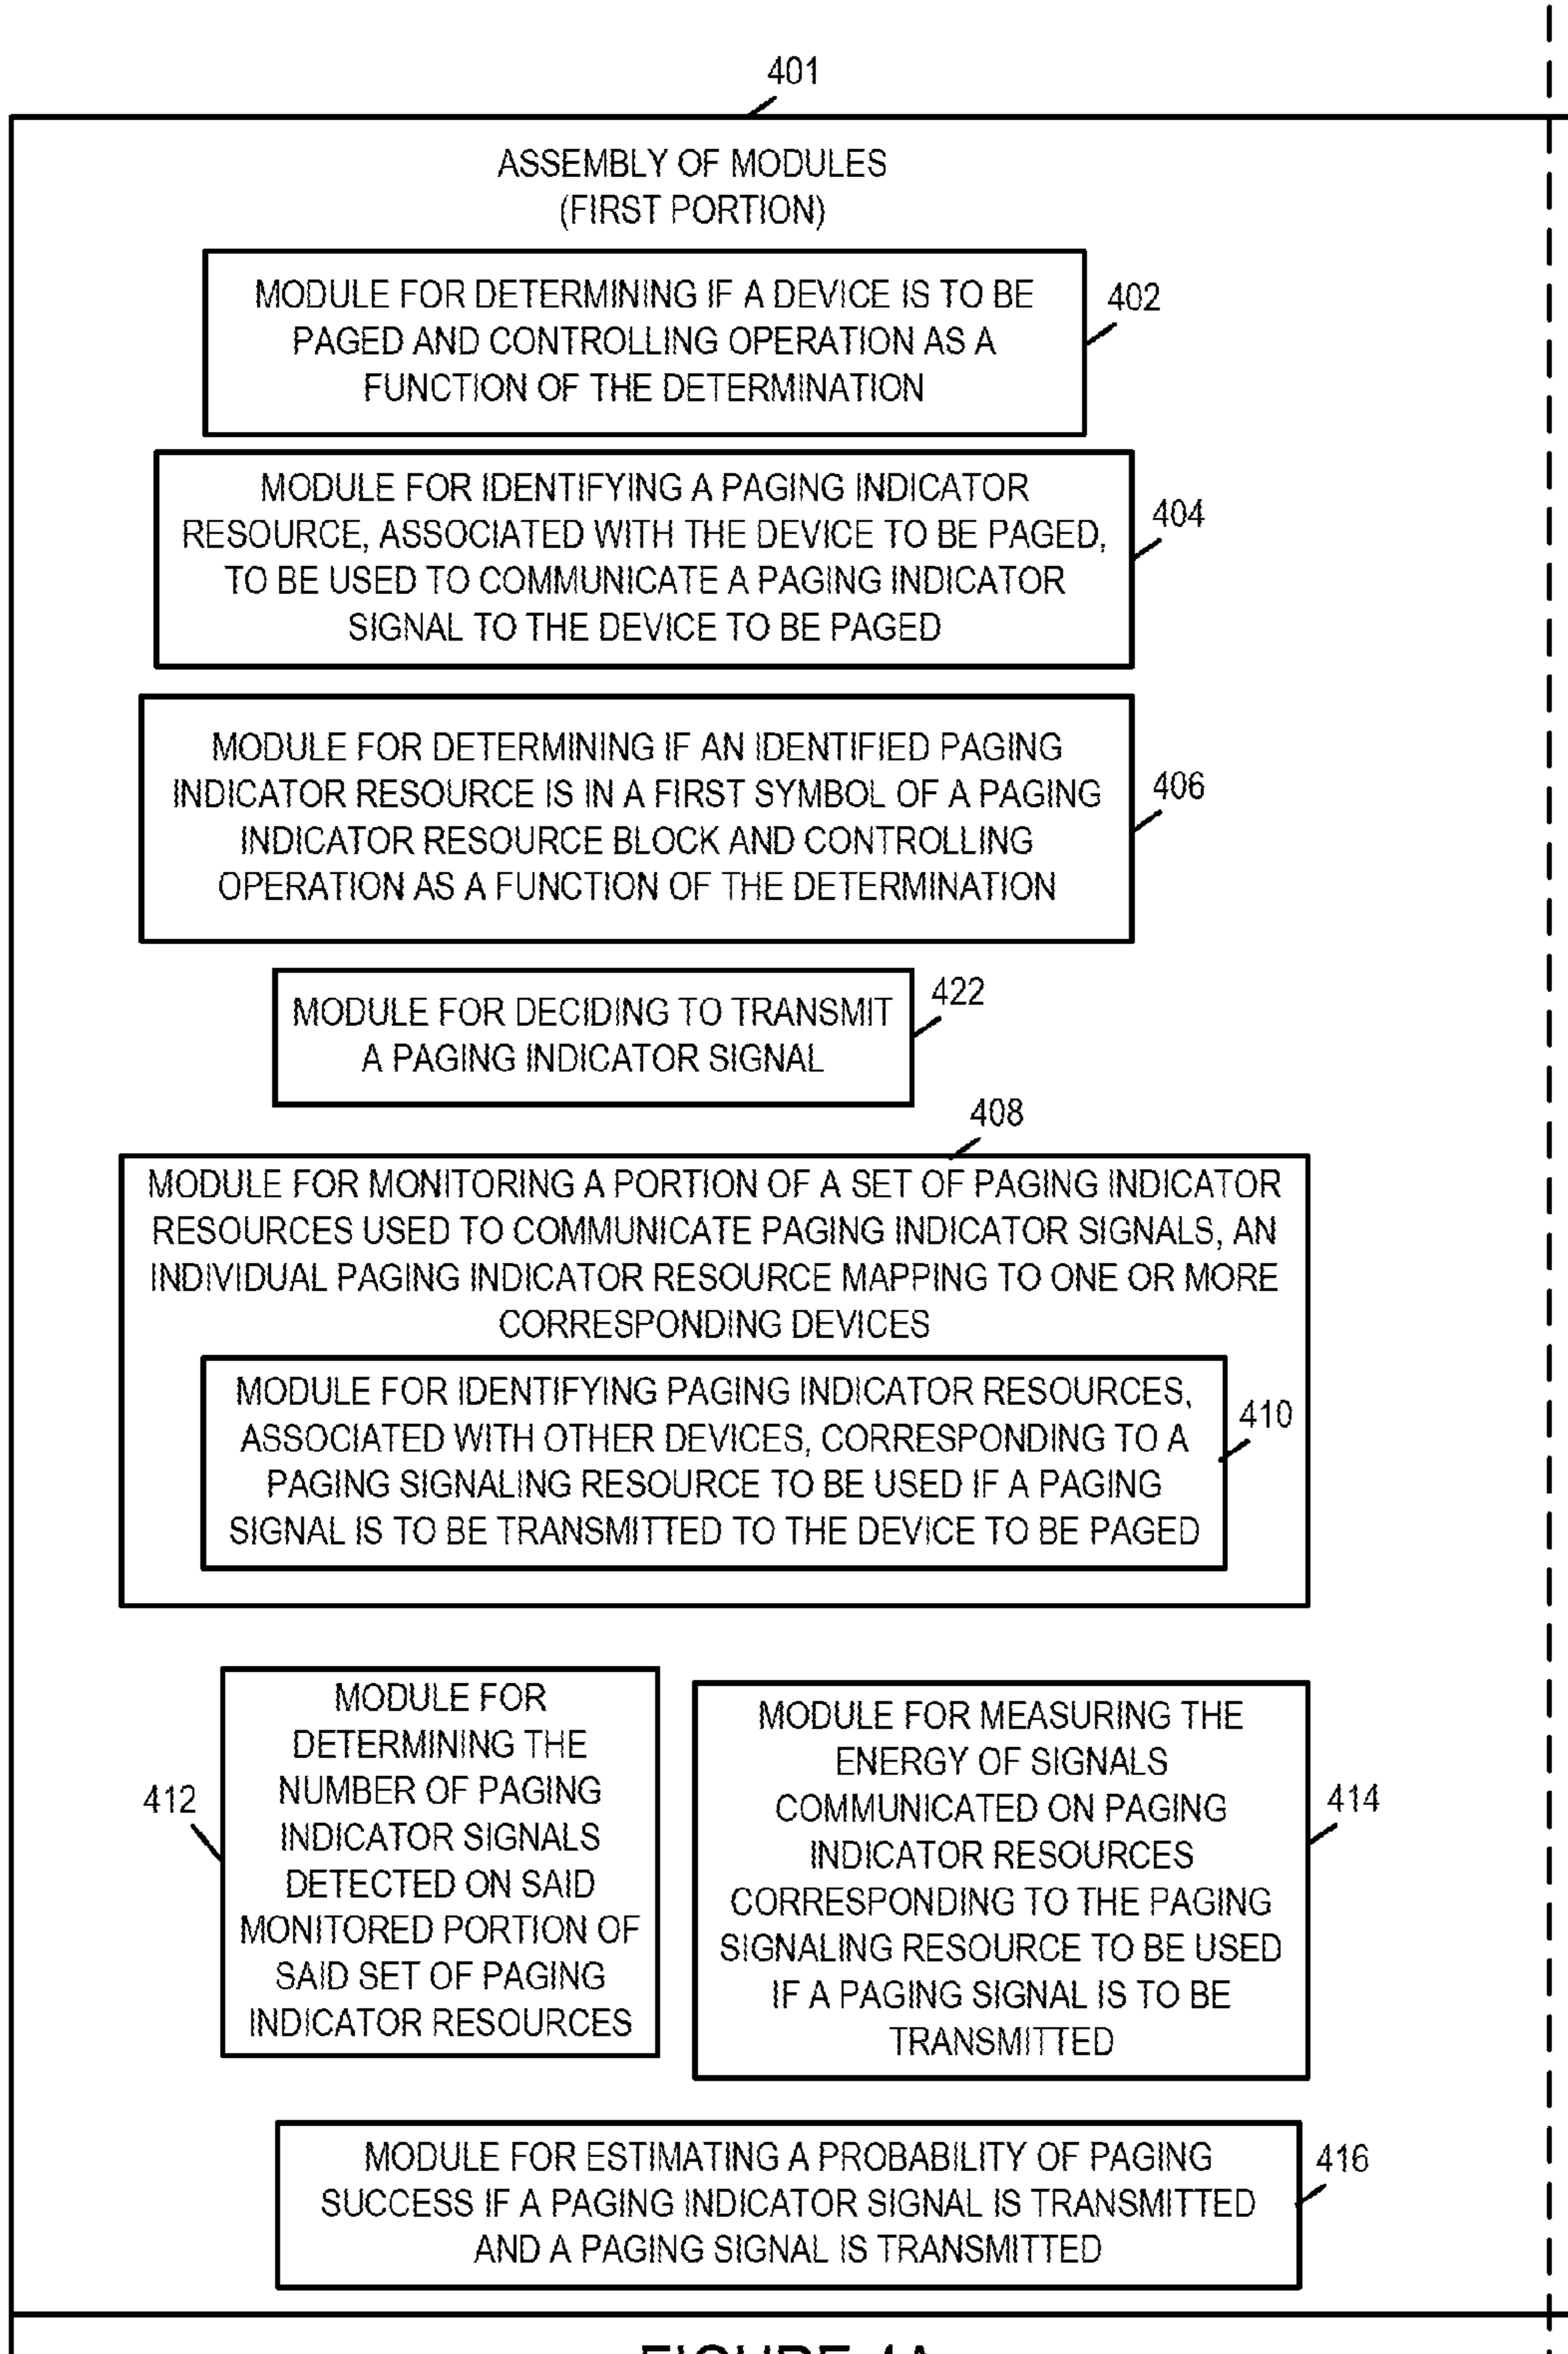 401
ASSEMBLY OF MODULES
(FIRST PORTION)
MODULE FOR DETERMINING IF A DEVICE IS TO BE
PAGED AND CONTROLLING OPERATION AS A
FUNCTION OF THE DETERMINATION
402
MODULE FOR IDENTIFYING A PAGING INDICATOR
RESOURCE, ASSOCIATED WITH THE DEVICE TO BE PAGED,
TO BE USED TO COMMUNICATE A PAGING INDICATOR
SIGNAL TO THE DEVICE TO BE PAGED
404
MODULE FOR DETERMINING IF AN IDENTIFIED PAGING
INDICATOR RESOURCE IS IN A FIRST SYMBOL OF A PAGING
INDICATOR RESOURCE BLOCK AND CONTROLLING
OPERATION AS A FUNCTION OF THE DETERMINATION
406
MODULE FOR DECIDING TO TRANSMIT
A PAGING INDICATOR SIGNAL
422
408
MODULE FOR MONITORING A PORTION OF A SET OF PAGING INDICATOR
RESOURCES USED TO COMMUNICATE PAGING INDICATOR SIGNALS, AN
INDIVIDUAL PAGING INDICATOR RESOURCE MAPPING TO ONE OR MORE
CORRESPONDING DEVICES
MODULE FOR IDENTIFYING PAGING INDICATOR RESOURCES,
ASSOCIATED WITH OTHER DEVICES, CORRESPONDING TO A
PAGING SIGNALING RESOURCE TO BE USED IF A PAGING
SIGNAL IS TO BE TRANSMITTED TO THE DEVICE TO BE PAGED
410
MODULE FOR
DETERMINING THE
NUMBER OF PAGING
INDICATOR SIGNALS
DETECTED ON SAID
MONITORED PORTION OF
SAID SET OF PAGING
INDICATOR RESOURCES
412
MODULE FOR MEASURING THE
ENERGY OF SIGNALS
COMMUNICATED ON PAGING
INDICATOR RESOURCES
CORRESPONDING TO THE PAGING
SIGNALING RESOURCE TO BE USED
IF A PAGING SIGNAL IS TO BE
TRANSMITTED
414
MODULE FOR ESTIMATING A PROBABILITY OF PAGING
SUCCESS IF A PAGING INDICATOR SIGNAL IS TRANSMITTED
AND A PAGING SIGNAL IS TRANSMITTED
416
FIGURE 4A